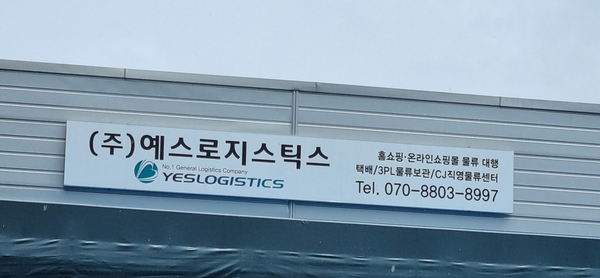 (주)예스로지스틱스
No.1 General Logistics Company
YESLOGISTICS
홈쇼핑·온라인쇼핑몰 물류 대행
택배/3PL물류보관/CJ직영물류센터
Tel. 070-8803-8997